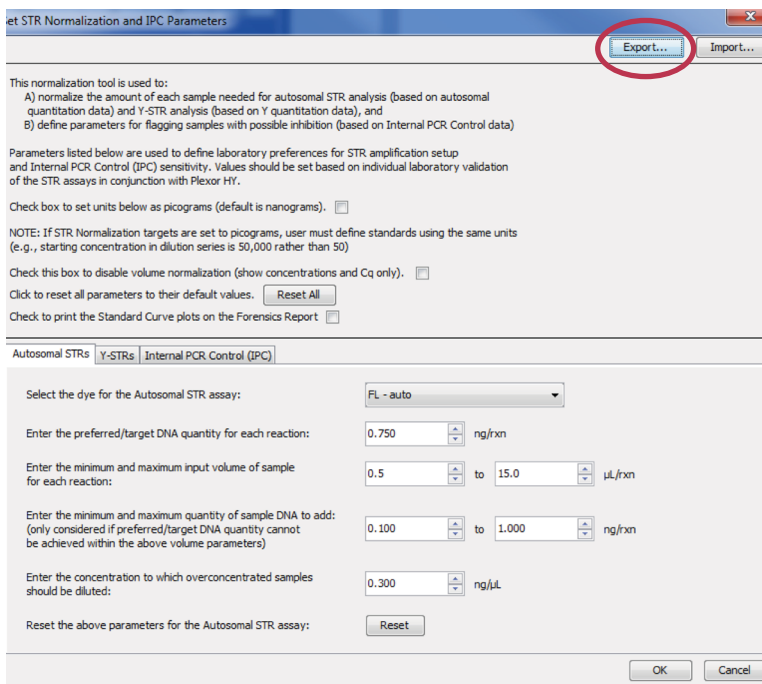 et STR Normalization and IPC Parameters
Export...
Import...
This normalization tool is used to:
A) normalize the amount of each sample needed for autosomal STR analysis (based on autosomal
quantitation data) and Y-STR analysis (based on Y quantitation data), and
B) define parameters for flagging samples with possible inhibition (based on Internal PCR Control data)
Parameters listed below are used to define laboratory preferences for STR amplification setup
and Internal PCR Control (IPC) sensitivity. Values should be set based on individual laboratory validation
of the STR assays in conjunction with Plexor HY.
Check box to set units below as picograms (default is nanograms).
NOTE: If STR Normalization targets are set to picograms, user must define standards using the same units
(e.g., starting concentration in dilution series is 50,000 rather than 50)
Check this box to disable volume normalization (show concentrations and Cq only).
Click to reset all parameters to their default values. Reset All
Check to print the Standard Curve plots on the Forensics Report
Autosomal STRs Y-STRs Internal PCR Control (IPC)
Select the dye for the Autosomal STR assay: FL - auto
Enter the preferred/target DNA quantity for each reaction: 0.750 ng/rxn
Enter the minimum and maximum input volume of sample
for each reaction: 0.5 to 15.0 μL/rxn
Enter the minimum and maximum quantity of sample DNA to add:
(only considered if preferred/target DNA quantity cannot 0.100 to 1.000 ng/rxn
be achieved within the above volume parameters)
Enter the concentration to which overconcentrated samples
should be diluted: 0.300 ng/μL
Reset the above parameters for the Autosomal STR assay: Reset
OK Cancel